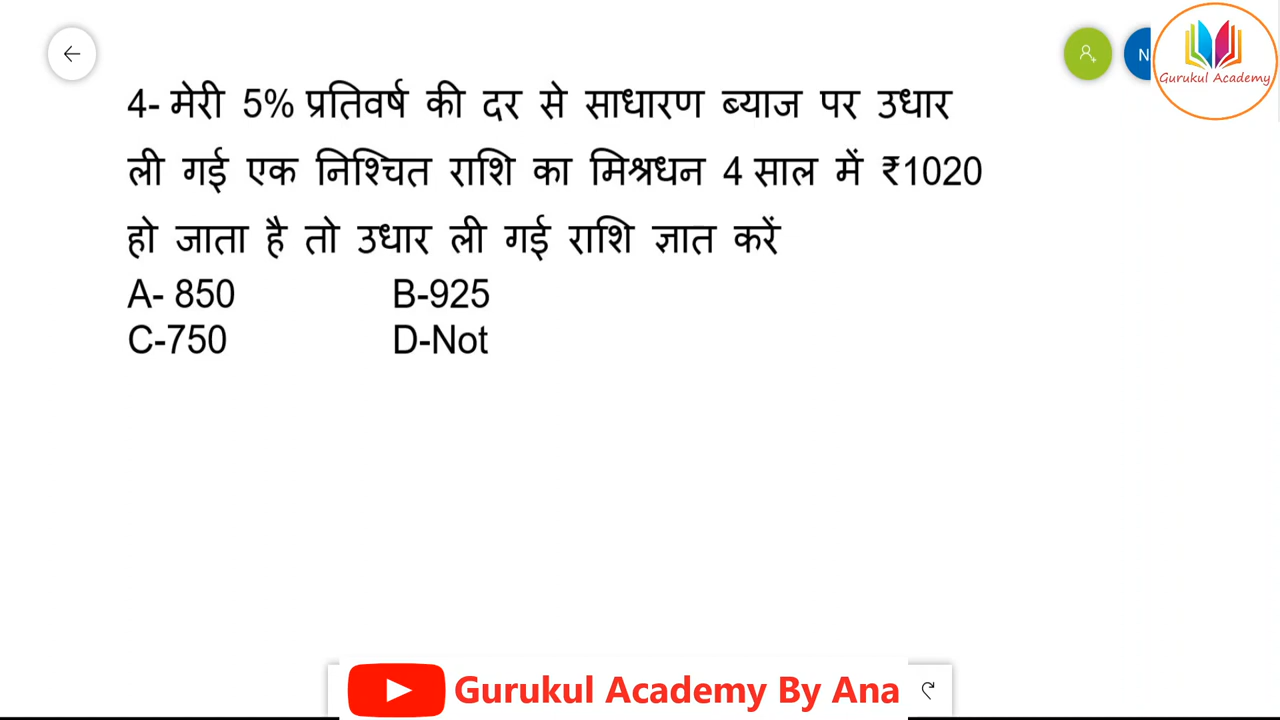 N
Gurukul Academy
4- मेरी 5% प्रतिवर्ष की दर से साधारण ब्याज पर उधार
ली गई एक निश्चित राशि का मिश्रधन 4 साल में ₹1020
हो जाता है तो उधार ली गई राशि ज्ञात करें
A- 850 B-925
C-750 D-Not
Gurukul Academy By Ana